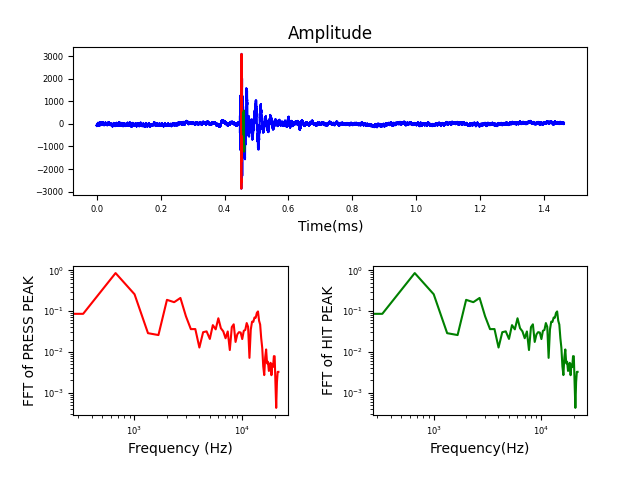 Amplitude
3000
2000
1000
0
−1000
−2000
−3000
0.0 0.2 0.4 0.6 0.8 1.0 1.2 1.4
Time(ms)
FFT of PRESS PEAK
10⁰
10⁻¹
10⁻²
10⁻³
10³ 10⁴
Frequency (Hz)
FFT of HIT PEAK
10⁰
10⁻¹
10⁻²
10⁻³
10³ 10⁴
Frequency(Hz)